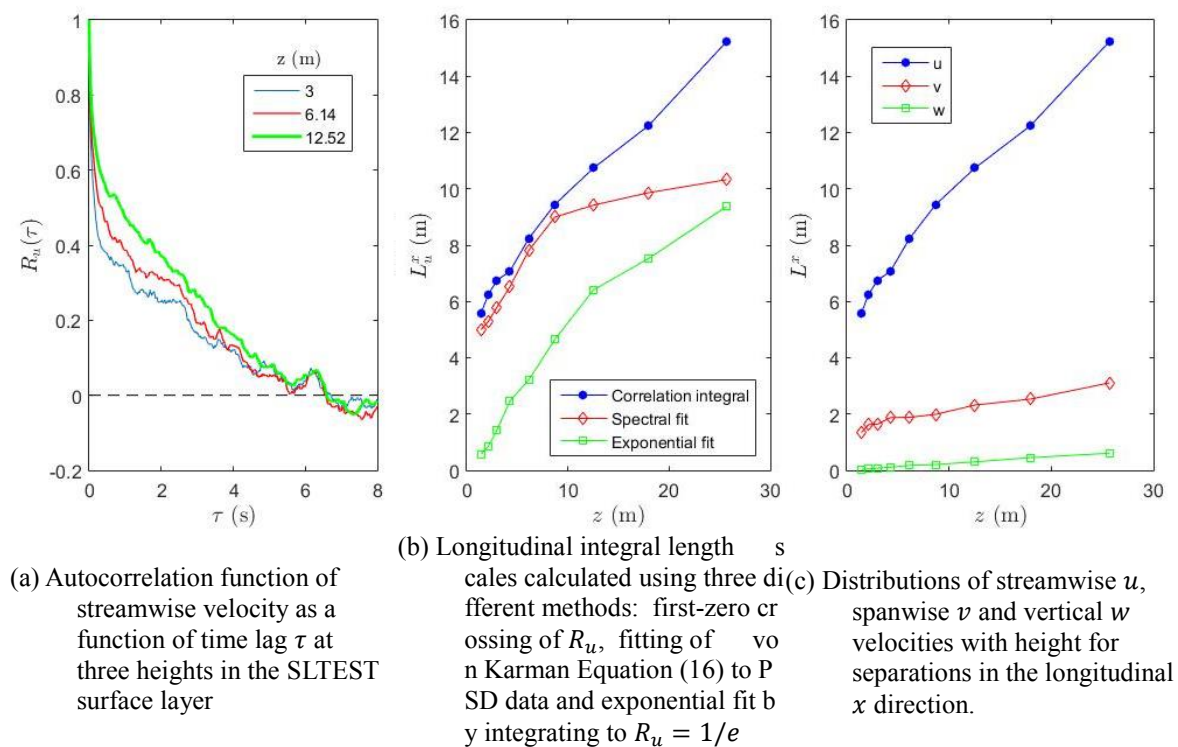 1
0.8
0.6
0.4
0.2
0
-0.2
R_u(τ)
z (m)
3
6.14
12.52
0 2 4 6 8
τ (s)
16
14
12
10
8
6
4
2
0
L_u^x (m)
Correlation integral
Spectral fit
Exponential fit
0 10 20 30
z (m)
16
14
12
10
8
6
4
2
0
L^x (m)
u
v
w
0 10 20 30
z (m)
(a) Autocorrelation function of
streamwise velocity as a
function of time lag τ at
three heights in the SLTEST
surface layer
(b) Longitudinal integral length s
cales calculated using three di
fferent methods: first-zero cr
ossing of R_u, fitting of vo
n Karman Equation (16) to P
SD data and exponential fit b
y integrating to R_u = 1/e
(c) Distributions of streamwise u,
spanwise v and vertical w
velocities with height for
separations in the longitudinal
x direction.